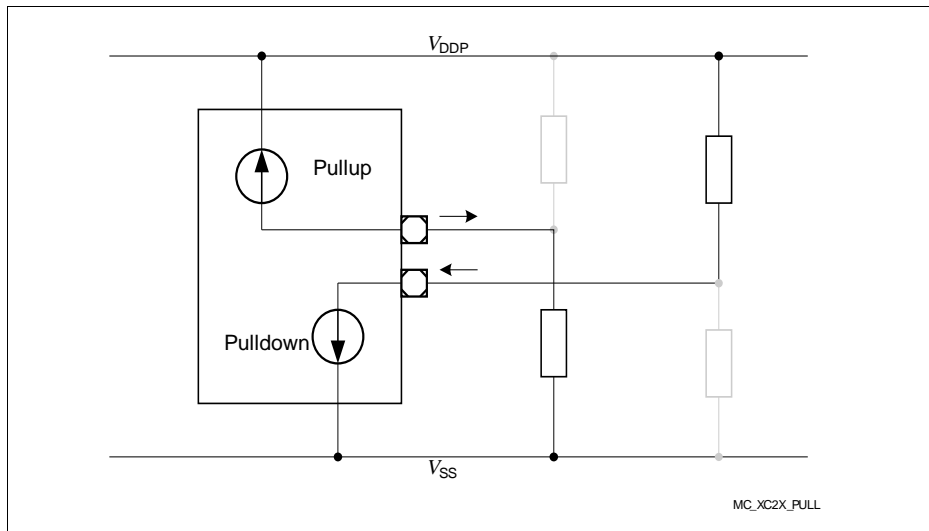 VDDP
Pullup
Pulldown
VSS
MC_XC2X_PULL